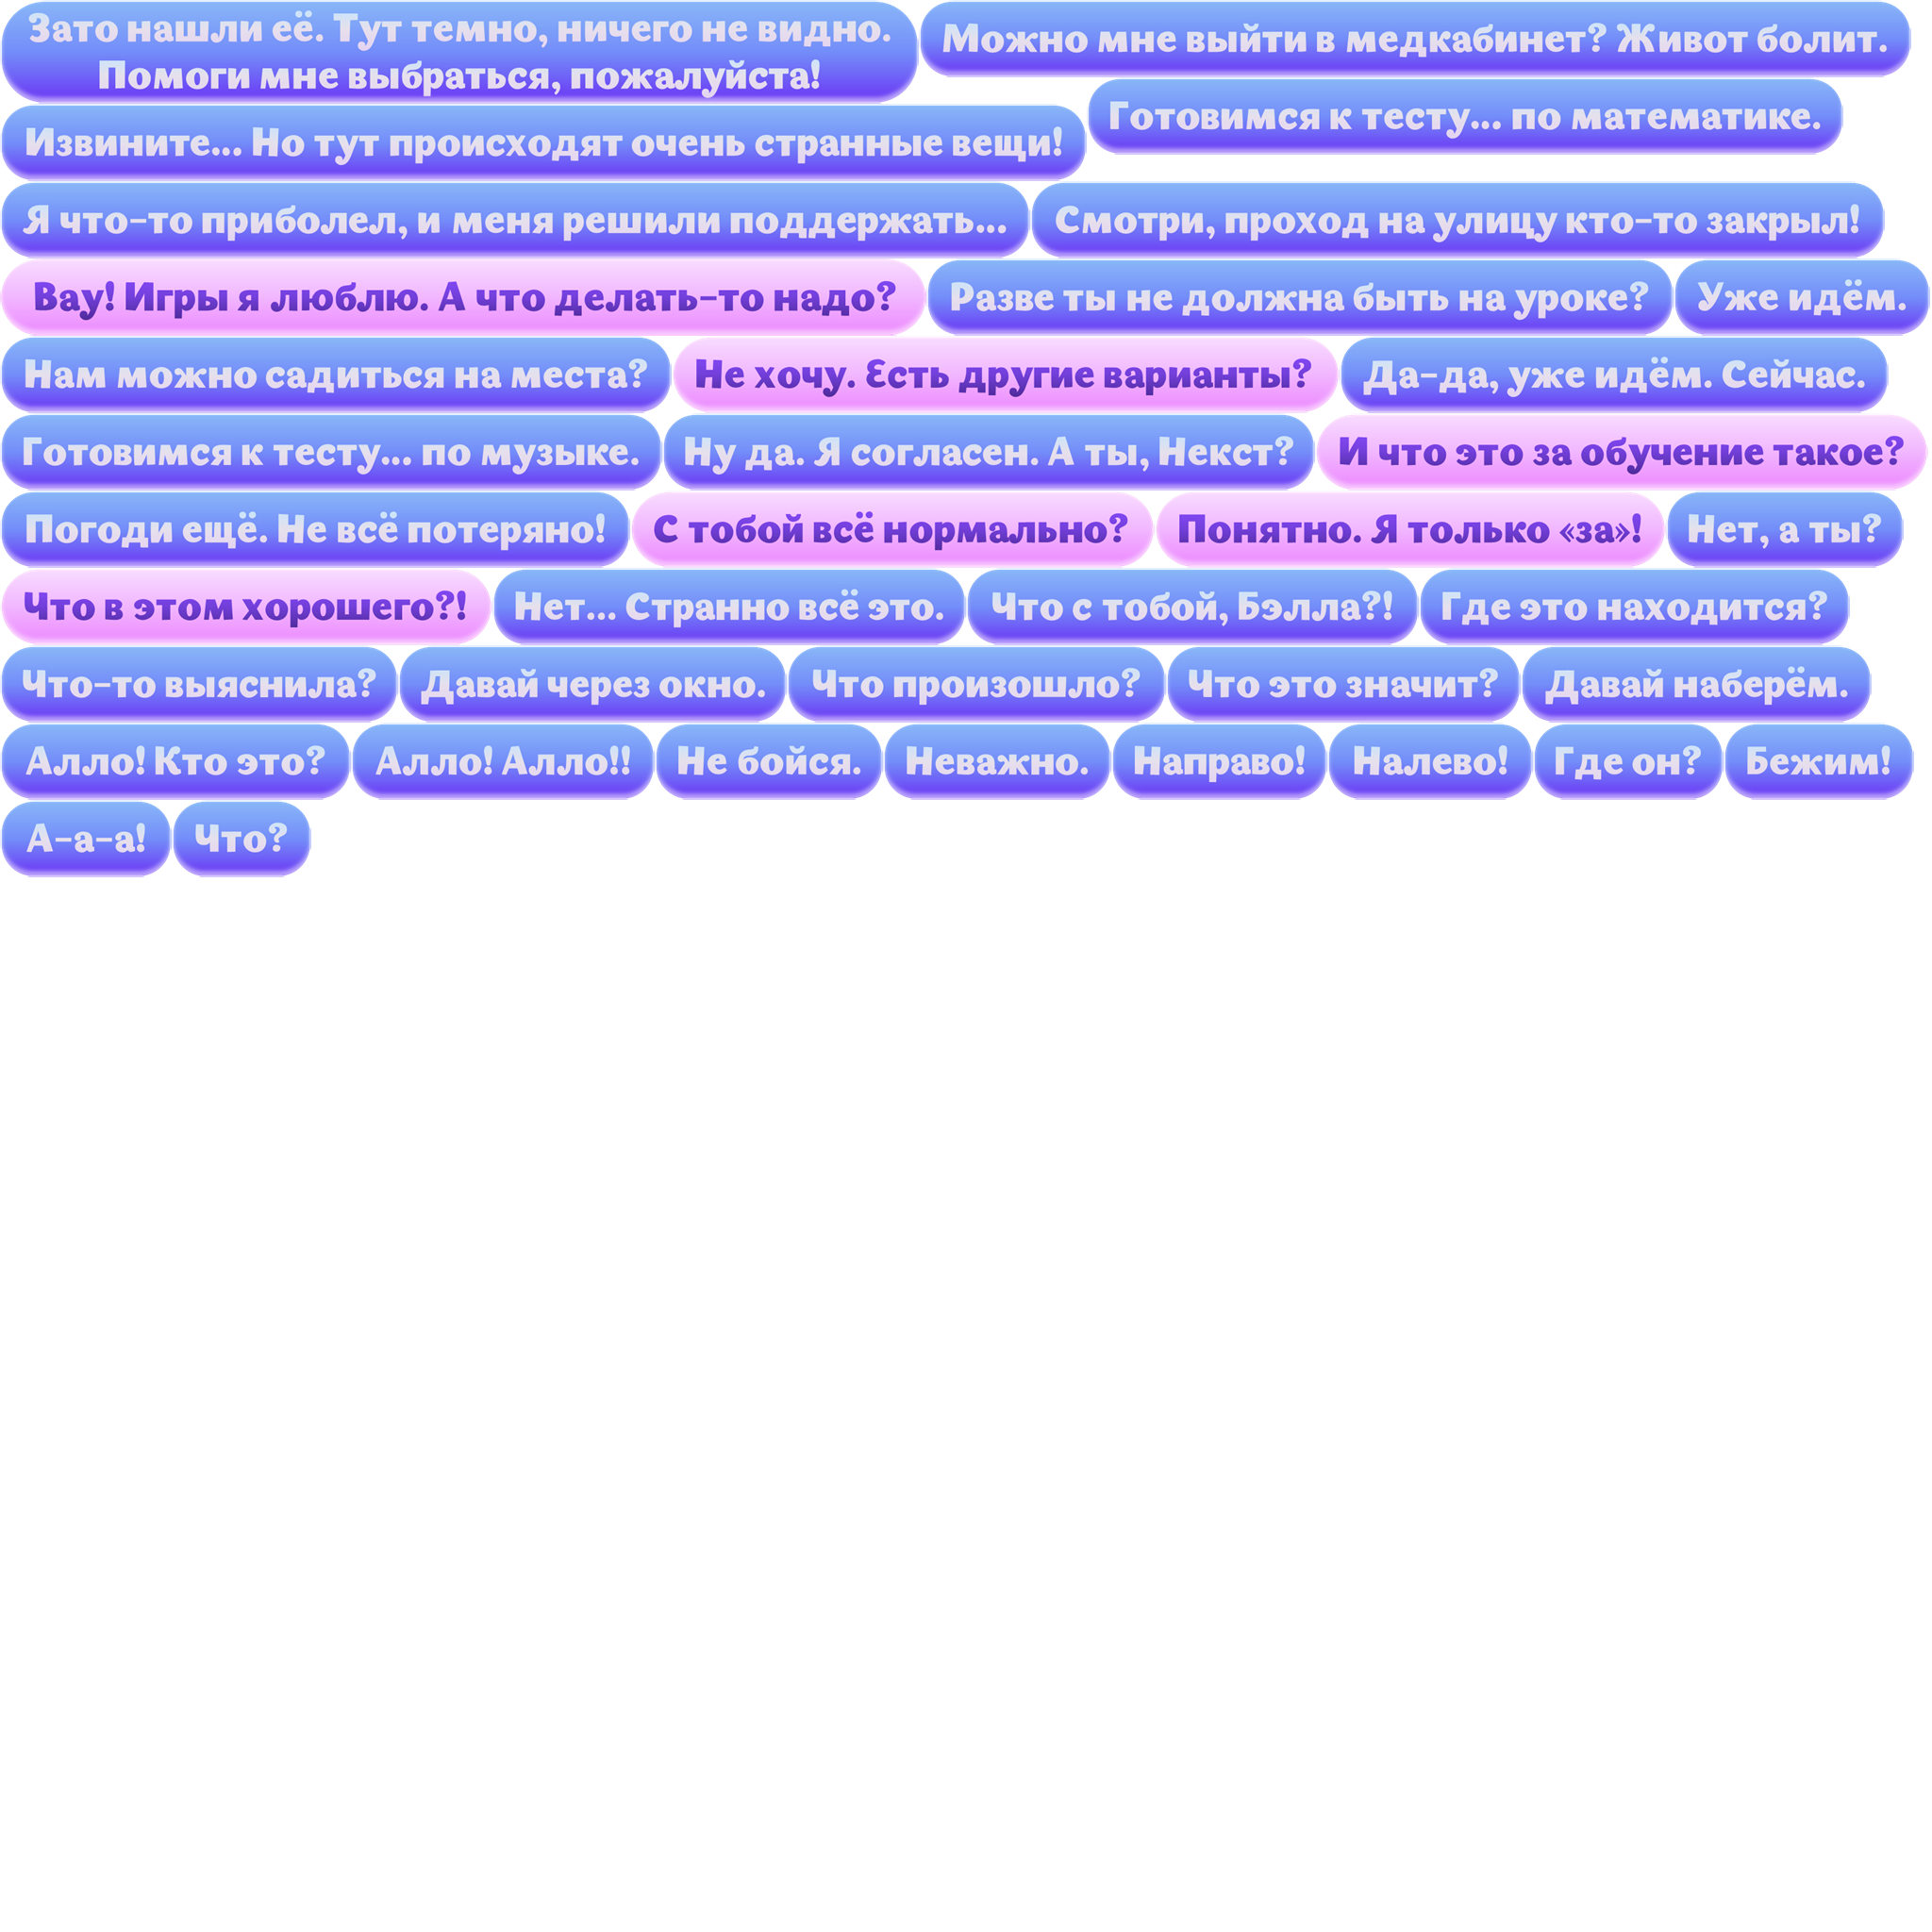 Зато нашли её. Тут темно, ничего не видно.
Помоги мне выбраться, пожалуйста!
Можно мне выйти в медкабинет? Живот болит.
Готовимся к тесту... по математике.
Извините... Но тут происходят очень странные вещи!
Я что-то приболел, и меня решили поддержать...
Смотри, проход на улицу кто-то закрыл!
Вау! Игры я люблю. А что делать-то надо?
Разве ты не должна быть на уроке?
Уже идём.
Нам можно садиться на места?
Не хочу. Есть другие варианты?
Да-да, уже идём. Сейчас.
Готовимся к тесту... по музыке.
Ну да. Я согласен. А ты, Некст?
И что это за обучение такое?
Погоди ещё. Не всё потеряно!
С тобой всё нормально?
Понятно. Я только «за»!
Нет, а ты?
Что в этом хорошего?!
Нет... Странно всё это.
Что с тобой, Бэлла?!
Где это находится?
Что-то выяснила?
Давай через окно.
Что произошло?
Что это значит?
Давай наберём.
Алло! Кто это?
Алло! Алло!!
Не бойся.
Неважно.
Направо!
Налево!
Где он?
Бежим!
А-а-а!
Что?